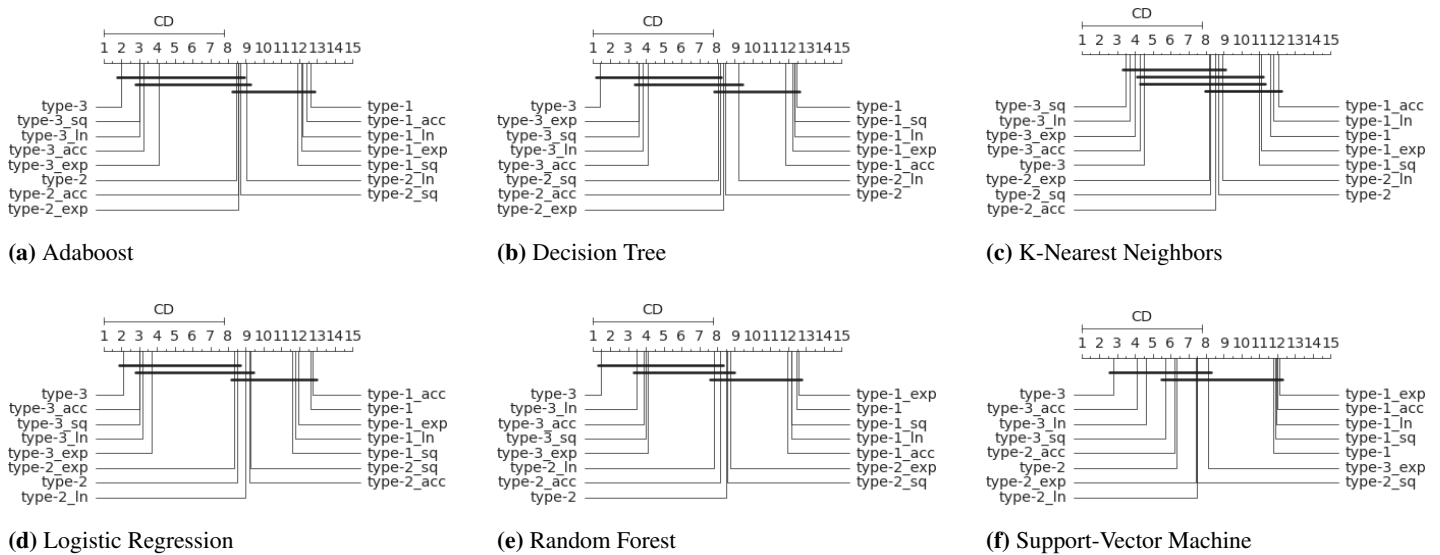 CD
1 2 3 4 5 6 7 8 9 10 11 12 13 14 15
type-3
type-3_sq
type-3_ln
type-3_acc
type-3_exp
type-2
type-2_acc
type-2_exp
type-1
type-1_acc
type-1_ln
type-1_exp
type-1_sq
type-2_ln
type-2_sq
(a) Adaboost
CD
1 2 3 4 5 6 7 8 9 10 11 12 13 14 15
type-3
type-3_exp
type-3_sq
type-3_ln
type-3_acc
type-2_sq
type-2_acc
type-2_exp
type-1
type-1_sq
type-1_ln
type-1_exp
type-1_acc
type-2_ln
type-2
(b) Decision Tree
CD
1 2 3 4 5 6 7 8 9 10 11 12 13 14 15
type-3_sq
type-3_ln
type-3_exp
type-3_acc
type-3
type-2_exp
type-2_sq
type-2_acc
type-1_acc
type-1_ln
type-1
type-1_exp
type-1_sq
type-2_ln
type-2
(c) K-Nearest Neighbors
CD
1 2 3 4 5 6 7 8 9 10 11 12 13 14 15
type-3
type-3_acc
type-3_sq
type-3_ln
type-3_exp
type-2_exp
type-2
type-2_ln
type-1_acc
type-1
type-1_exp
type-1_ln
type-1_sq
type-2_sq
type-2_acc
(d) Logistic Regression
CD
1 2 3 4 5 6 7 8 9 10 11 12 13 14 15
type-3
type-3_ln
type-3_acc
type-3_sq
type-3_exp
type-2_ln
type-2_acc
type-2
type-1_exp
type-1
type-1_sq
type-1_ln
type-1_acc
type-2_exp
type-2_sq
(e) Random Forest
CD
1 2 3 4 5 6 7 8 9 10 11 12 13 14 15
type-3
type-3_acc
type-3_ln
type-3_sq
type-2_acc
type-2
type-2_exp
type-2_ln
type-1_exp
type-1_acc
type-1_ln
type-1_sq
type-1
type-3_exp
type-2_sq
(f) Support-Vector Machine